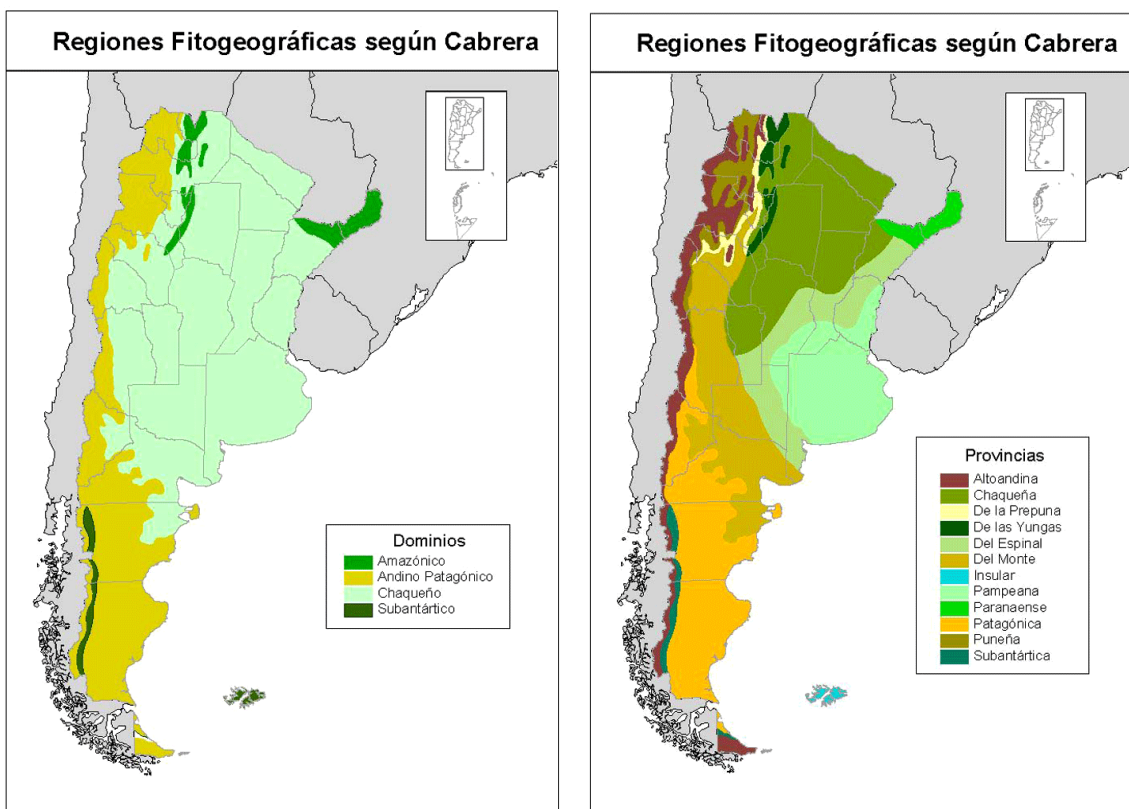 Regiones Fitogeográficas según Cabrera
Dominios
Amazónico
Andino Patagónico
Chaqueño
Subantártico
Regiones Fitogeográficas según Cabrera
Provincias
Altoandina
Chaqueña
De la Prepuna
De las Yungas
Del Espinal
Del Monte
Insular
Pampeana
Paranaense
Patagónica
Puneña
Subantártica